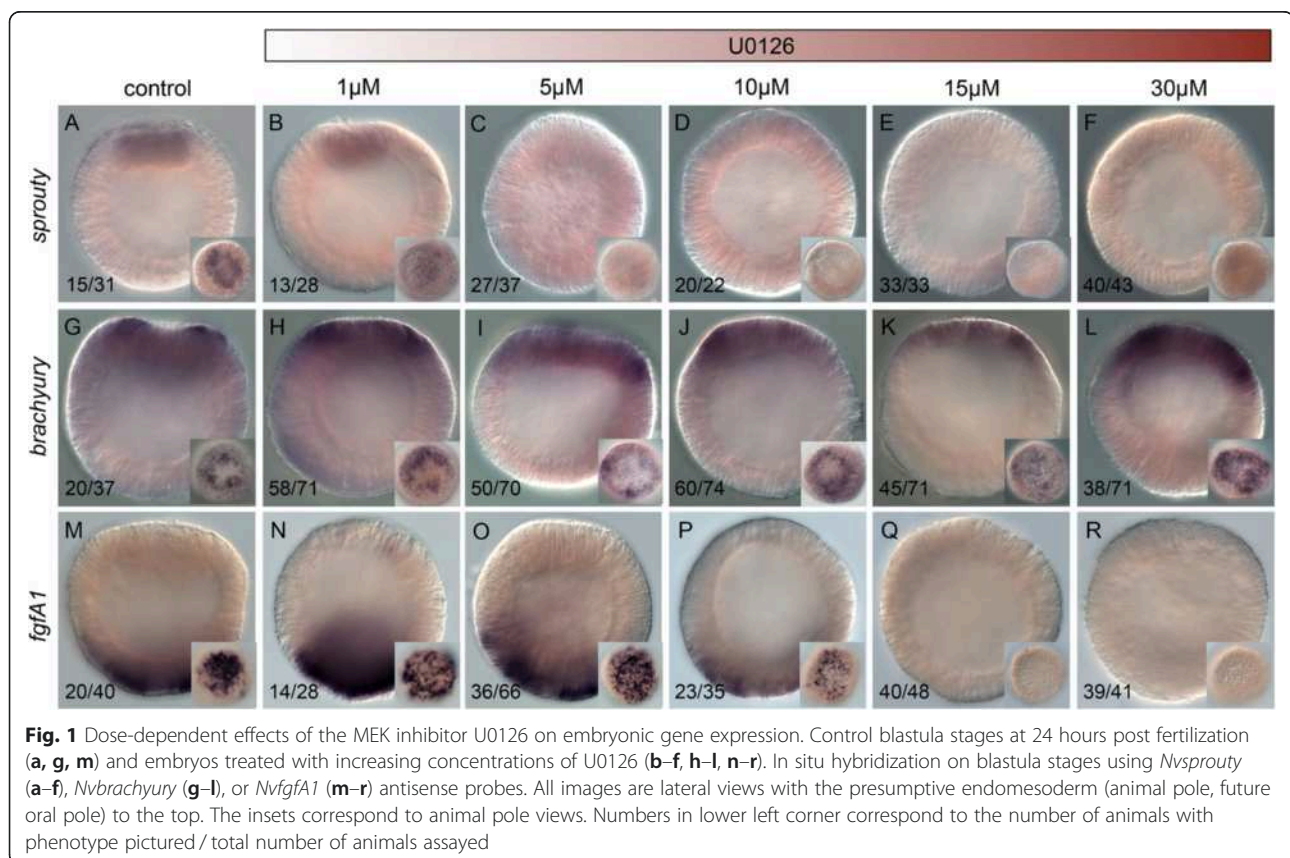 U0126
control 1μM 5μM 10μM 15μM 30μM
sprouty
A B C D E F
15/31 13/28 27/37 20/22 33/33 40/43
brachyury
G H I J K L
20/37 58/71 50/70 60/74 45/71 38/71
fgfA1
M N O P Q R
20/40 14/28 36/66 23/35 40/48 39/41
Fig. 1 Dose-dependent effects of the MEK inhibitor U0126 on embryonic gene expression. Control blastula stages at 24 hours post fertilization
(a, g, m) and embryos treated with increasing concentrations of U0126 (b–f, h–l, n–r). In situ hybridization on blastula stages using Nvsprouty
(a–f), Nvbrachyury (g–l), or NvfgfA1 (m–r) antisense probes. All images are lateral views with the presumptive endomesoderm (animal pole, future
oral pole) to the top. The insets correspond to animal pole views. Numbers in lower left corner correspond to the number of animals with
phenotype pictured / total number of animals assayed